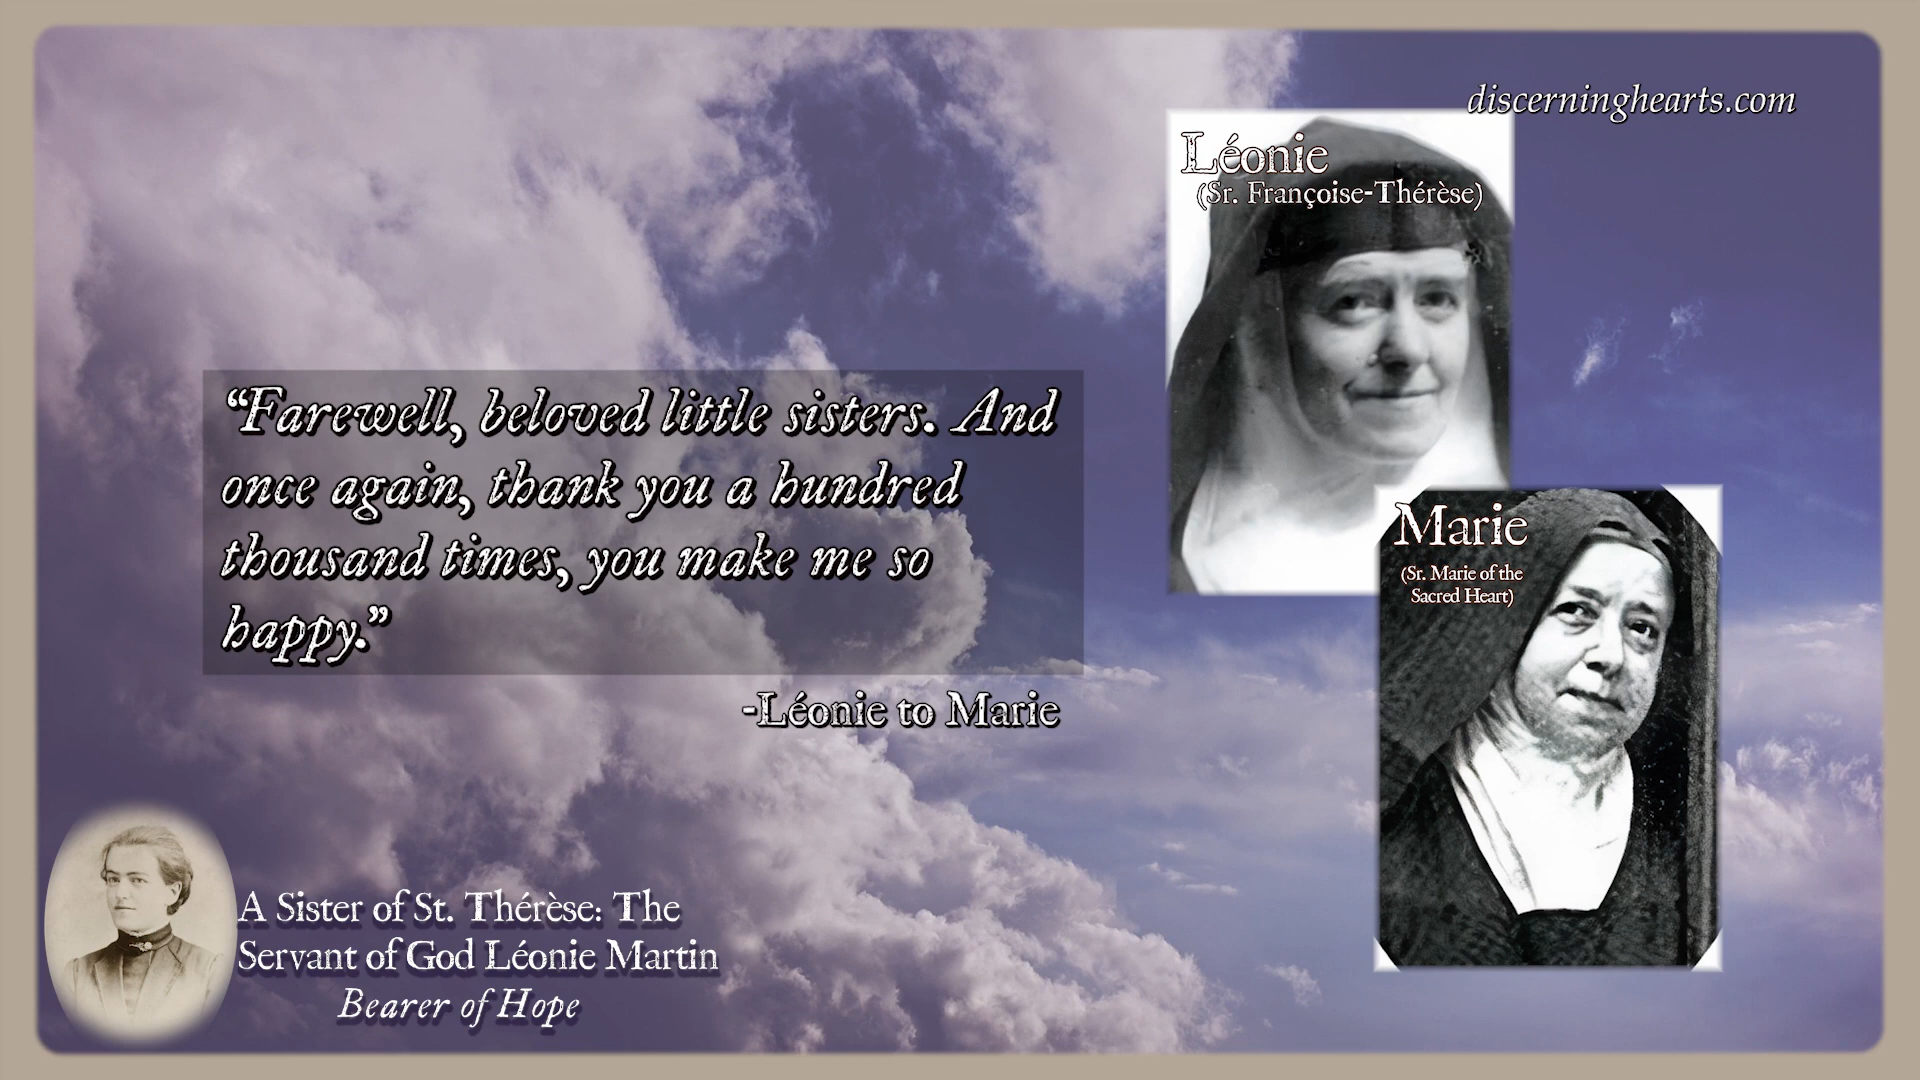 discerninghearts.com
Léonie
(Sr. Françoise-Thérèse)
“Farewell, beloved little sisters. And
once again, thank you a hundred
thousand times, you make me so
happy.”
-Léonie to Marie
Marie
(Sr. Marie of the
Sacred Heart)
A Sister of St. Thérèse: The
Servant of God Léonie Martin
Bearer of Hope